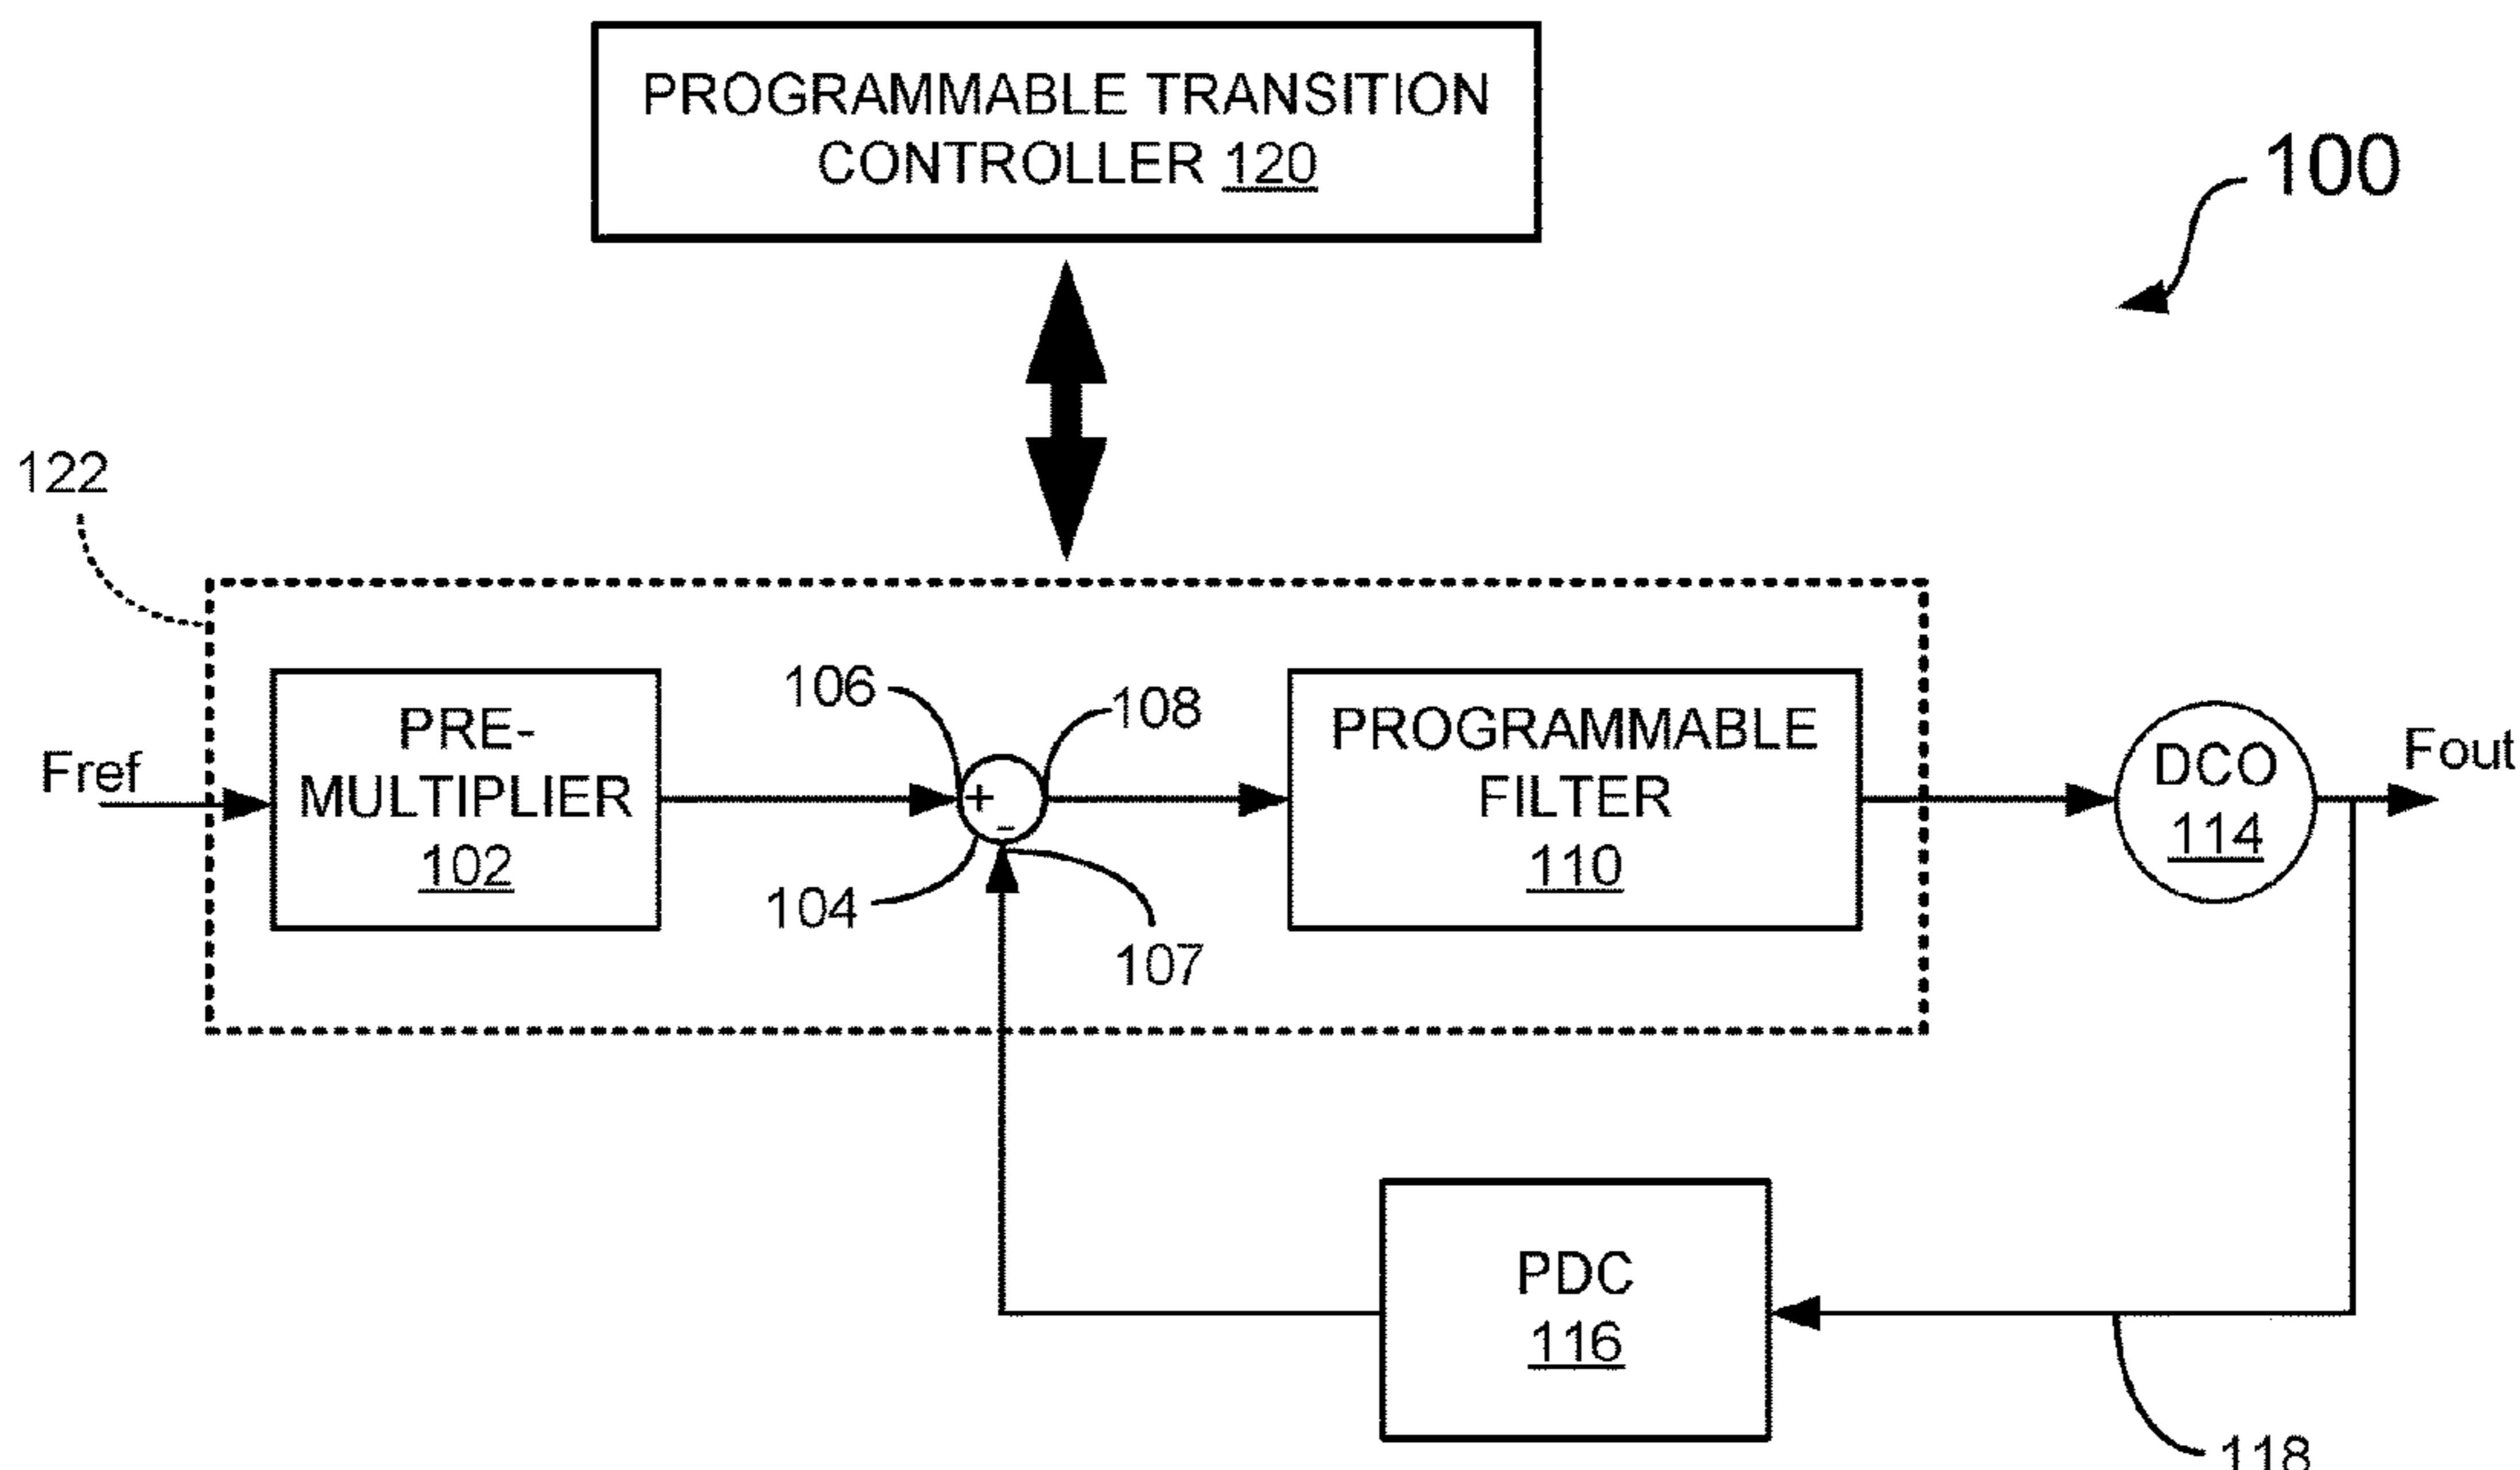 PROGRAMMABLE TRANSITION
CONTROLLER 120
100
122
106
108
PRE-
MULTIPLIER
102
PROGRAMMABLE
FILTER
110
Fref
+
-
DCO
114
Fout
104
107
PDC
116
118